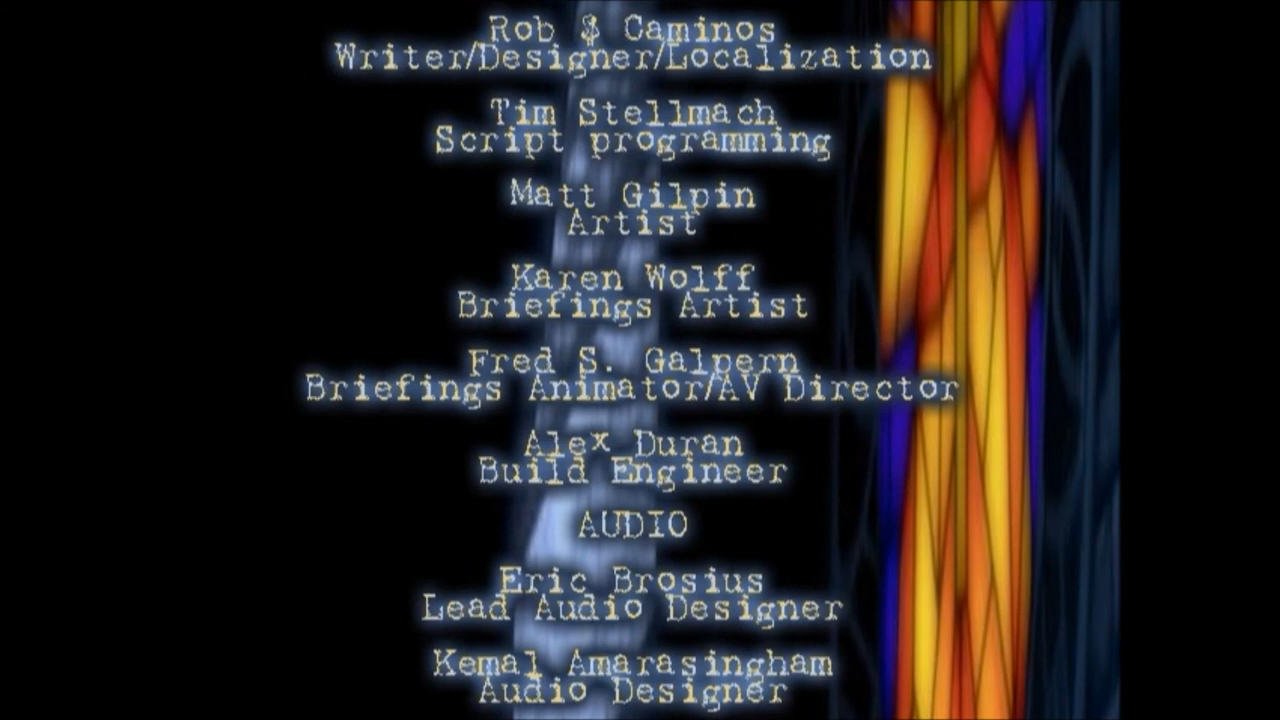 Rob $ Caminos
Writer/Designer/Localization
Tim Stellmach
Script programming
Matt Gilpin
Artist
Karen Wolff
Briefings Artist
Fred S. Galpern
Briefings Animator/AV Director
Alex Duran
Build Engineer
AUDIO
Eric Brosius
Lead Audio Designer
Kemal Amarasingham
Audio Designer